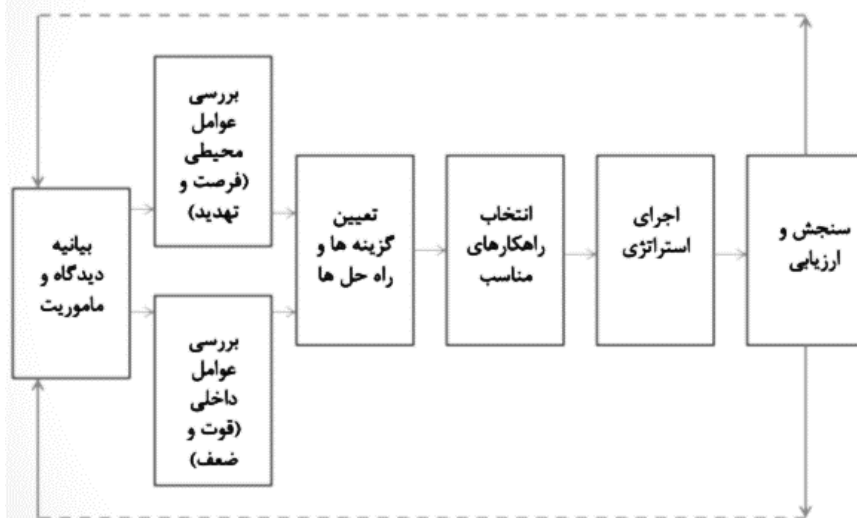 بیانیه
دیدگاه و
ماموریت
بررسی
عوامل
محیطی
(فرصت و
تهدید)
بررسی
عوامل
داخلی
(قوت و
ضعف)
تعیین
گزینه ها و
راه حل ها
انتخاب
راهکارهای
مناسب
اجرای
استراتژی
سنجش و
ارزیابی